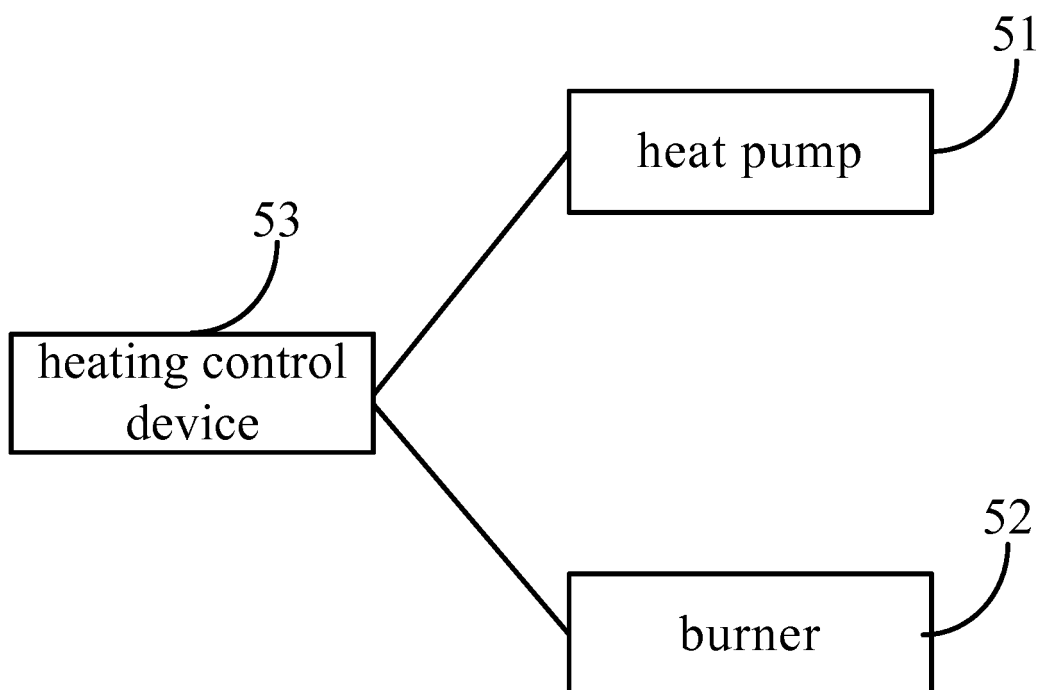 51
heat pump
53
heating control
device
52
burner